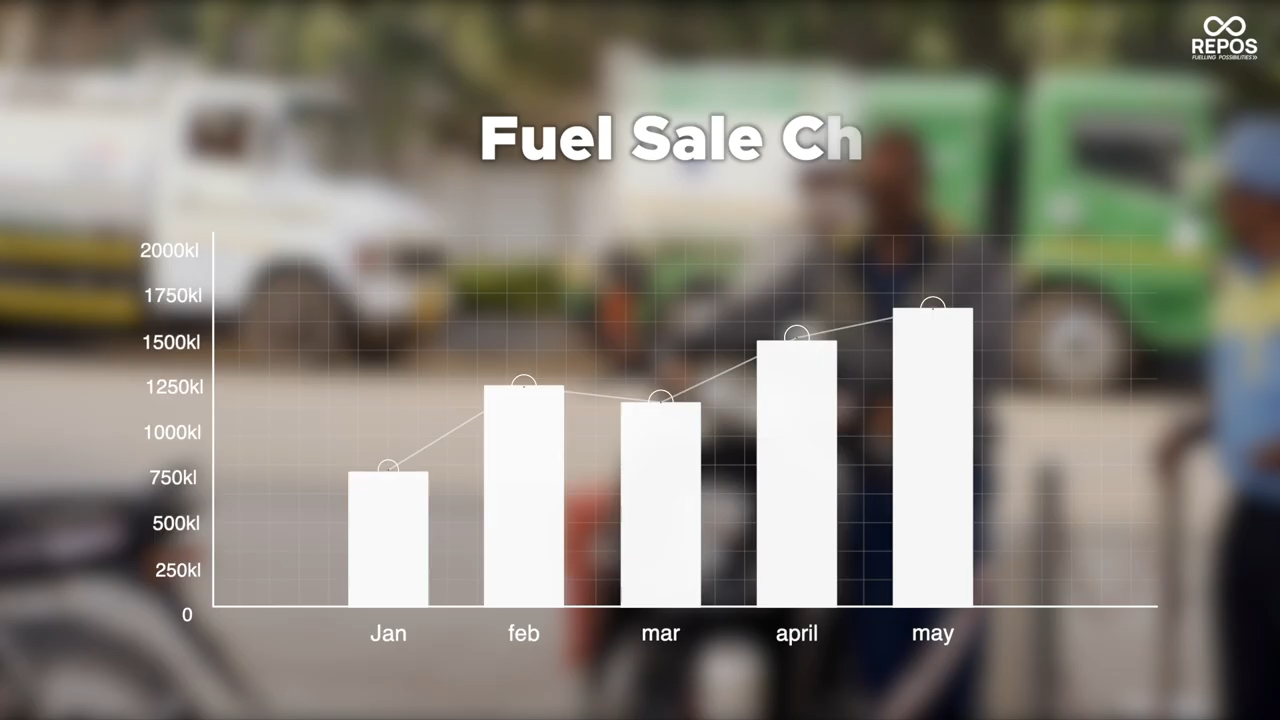 REPOS
FUELLING POSSIBILITIES
Fuel Sale Ch
2000kl
1750kl
1500kl
1250kl
1000kl
750kl
500kl
250kl
0
Jan feb mar april may